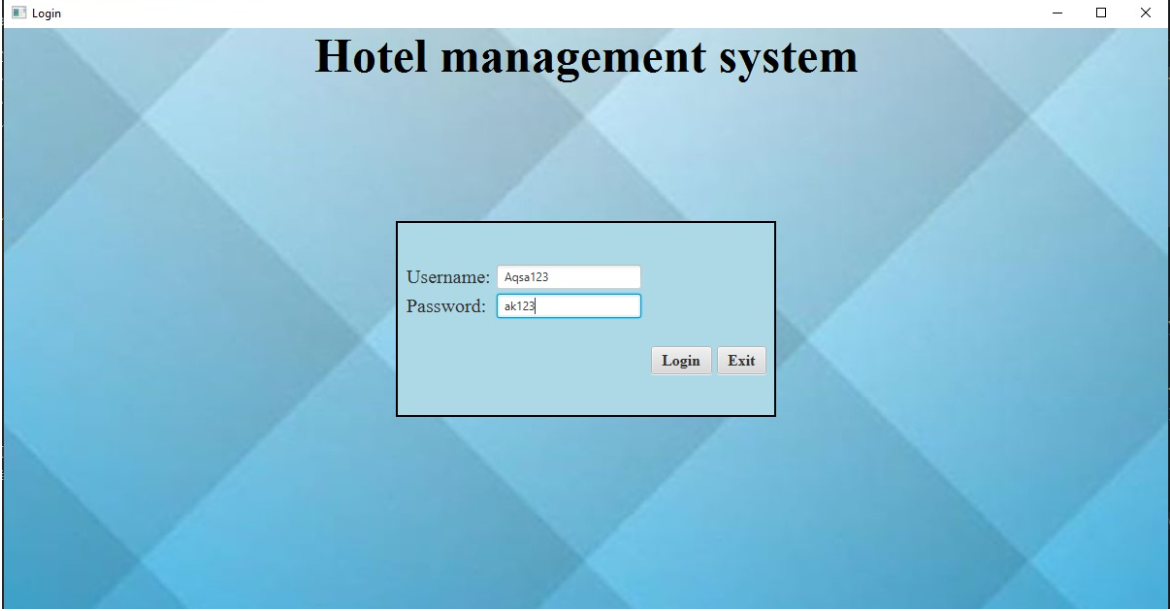 Login
Hotel management system
Username: Aqsa123
Password: ak123
Login Exit